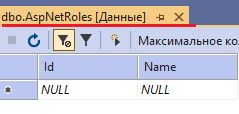 dbo.AspNetRoles [Данные]
Максимальное ко
Id Name
NULL NULL